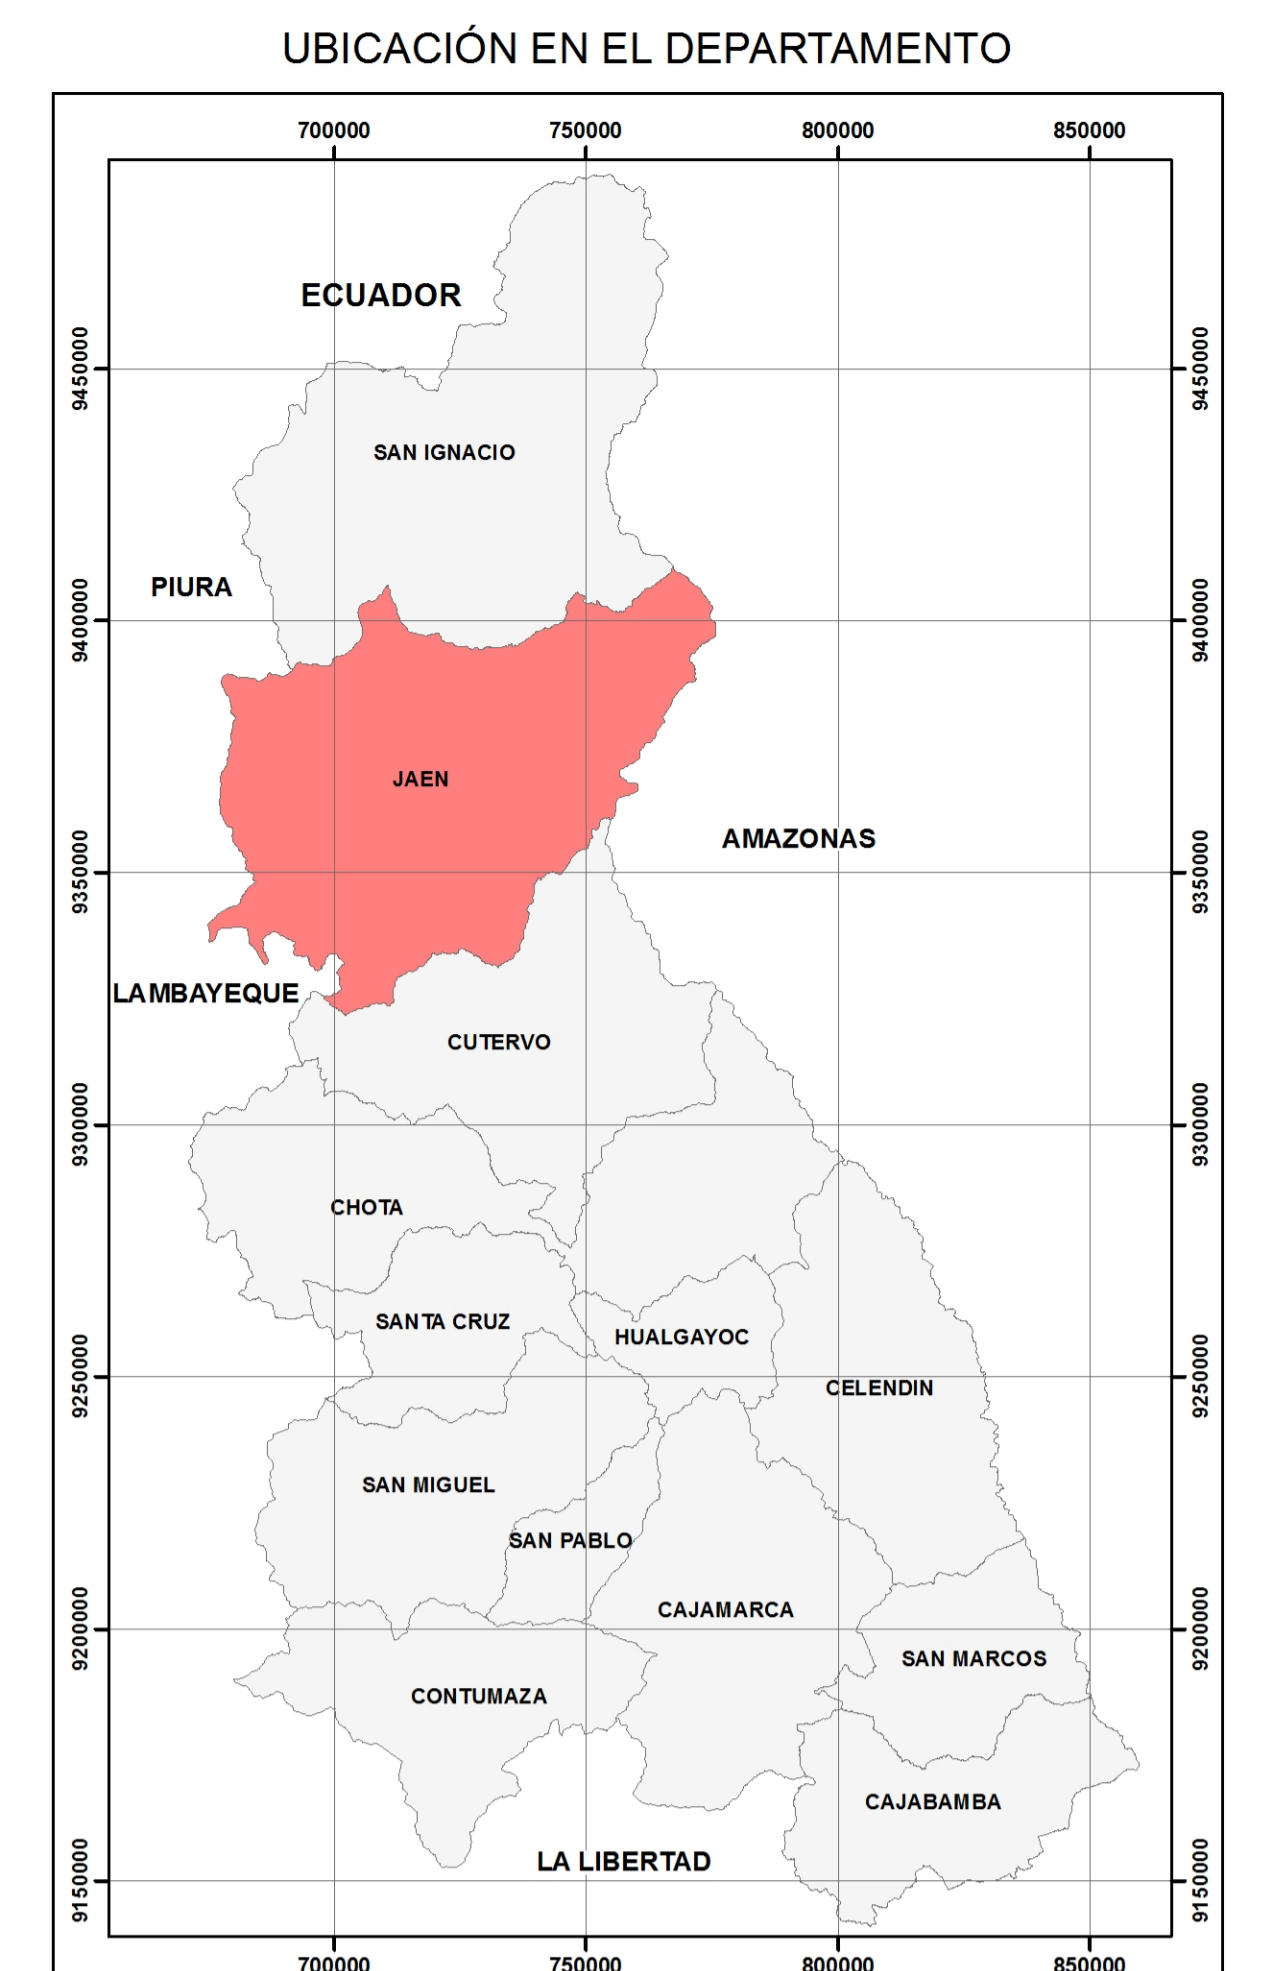 UBICACIÓN EN EL DEPARTAMENTO
700000 750000 800000 850000
ECUADOR
9450000 9450000
SAN IGNACIO
PIURA
9400000 9400000
JAEN
AMAZONAS
9350000 9350000
LAMBAYEQUE
CUTERVO
9300000 9300000
CHOTA
SANTA CRUZ
HUALGAYOC
9250000 9250000
CELENDIN
SAN MIGUEL
SAN PABLO
CAJAMARCA
9200000 9200000
SAN MARCOS
CONTUMAZA
CAJABAMBA
LA LIBERTAD
9150000 9150000
700000 750000 800000 850000